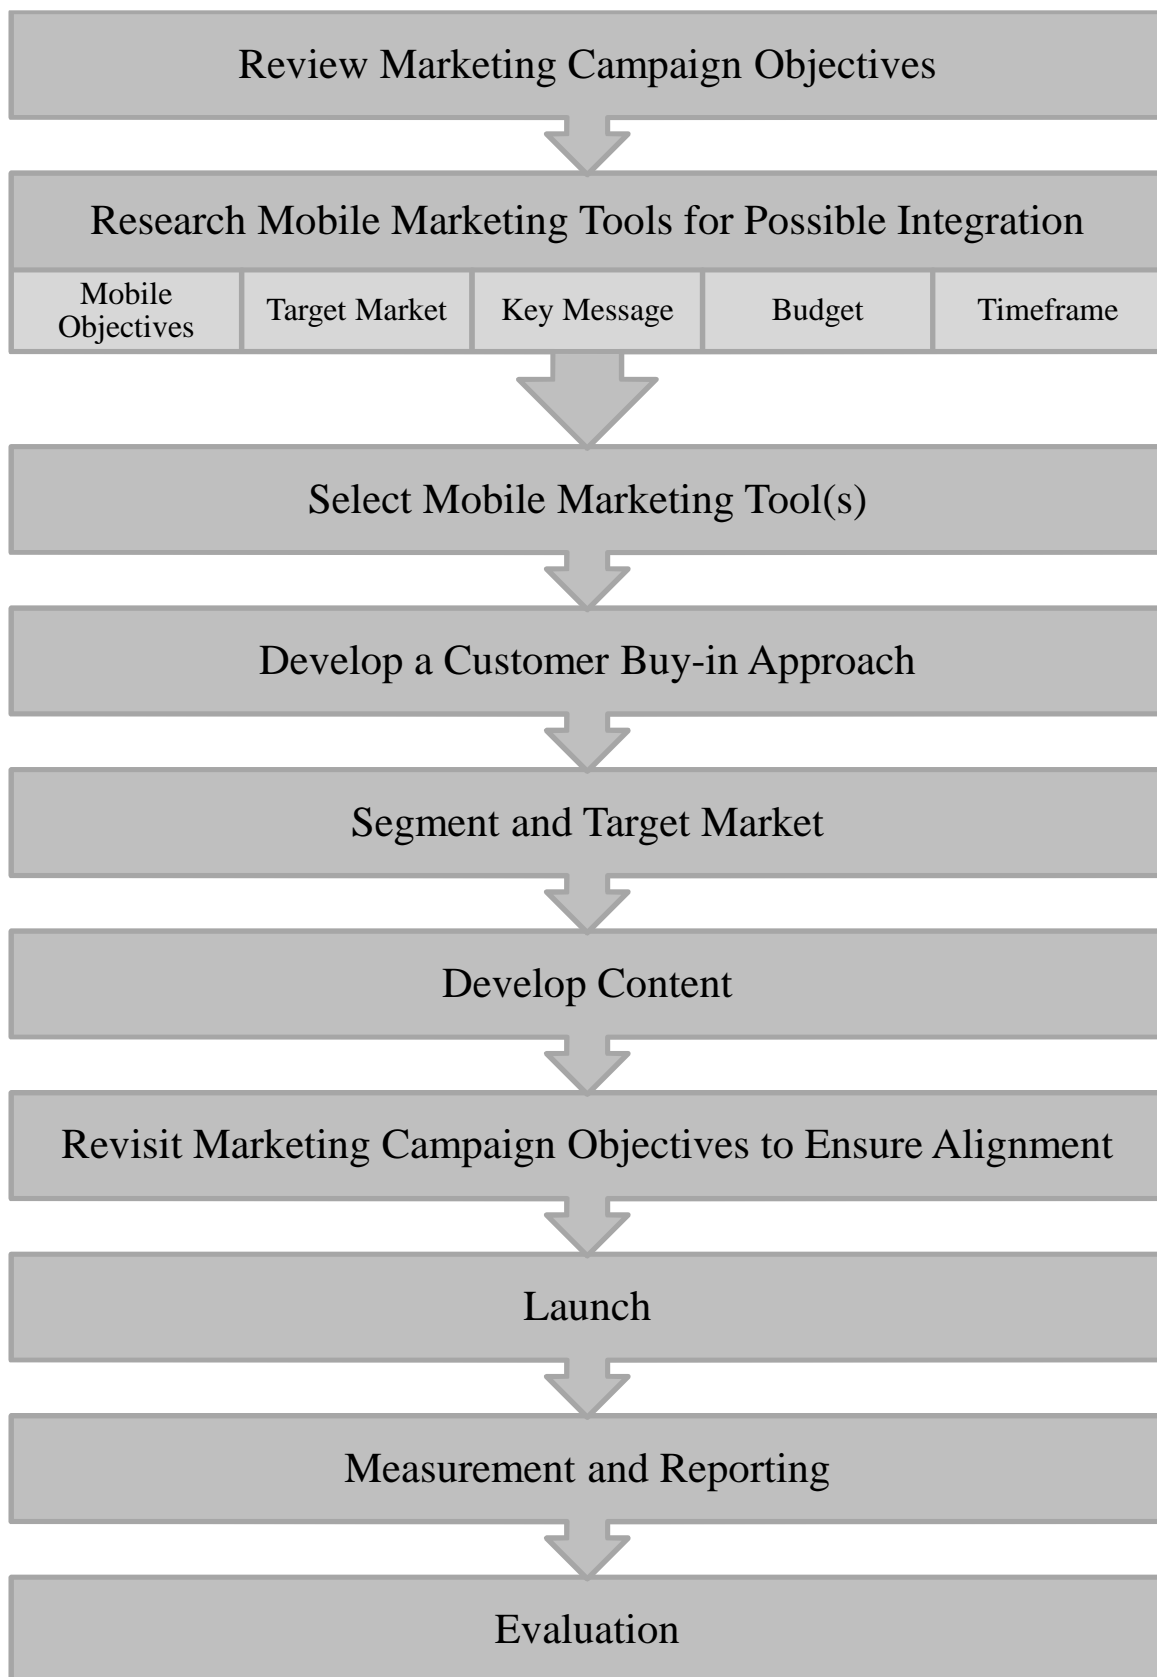 Review Marketing Campaign Objectives
Research Mobile Marketing Tools for Possible Integration
Mobile
Objectives
Target Market
Key Message
Budget
Timeframe
Select Mobile Marketing Tool(s)
Develop a Customer Buy-in Approach
Segment and Target Market
Develop Content
Revisit Marketing Campaign Objectives to Ensure Alignment
Launch
Measurement and Reporting
Evaluation